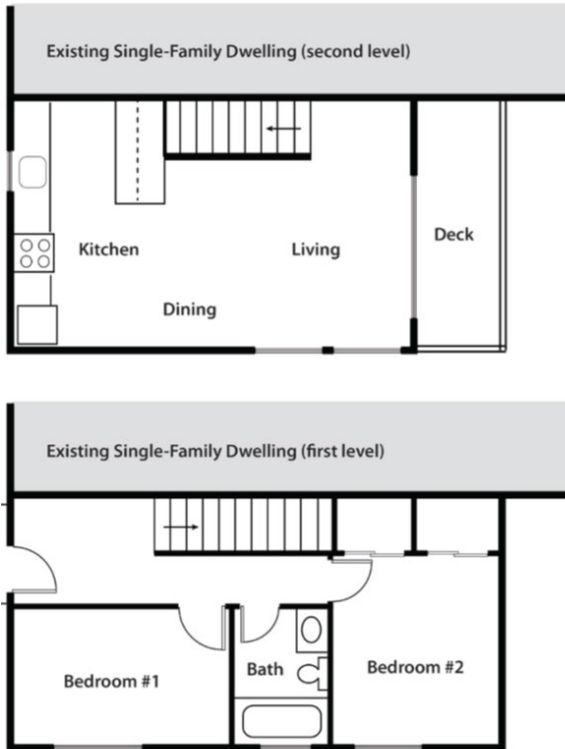 Existing Single-Family Dwelling (second level)
Kitchen
Living
Deck
Dining
Existing Single-Family Dwelling (first level)
Bedroom #1
Bath
Bedroom #2